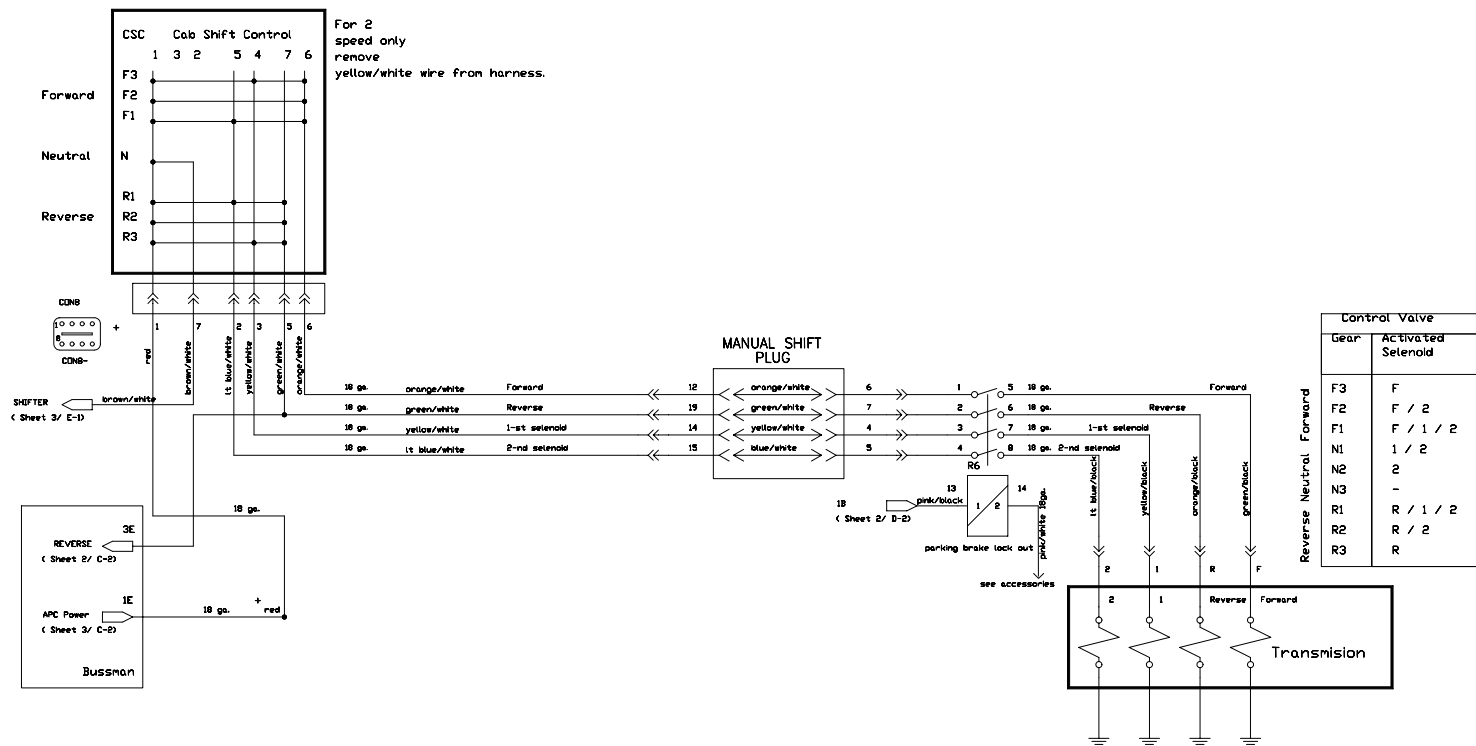 CSC Cab Shift Control
1 3 2 5 4 7 6
For 2
speed only
remove
yellow/white wire from harness.
Forward
F3
F2
F1
Neutral
N
Reverse
R1
R2
R3
CON8
1
8
CON8-
+
1 7 2 3 5 6
red
brown/white
lt blue/white
yellow/white
green/white
orange/white
SHIFTER
( Sheet 3/ E-1)
brown/white
18 ga. orange/white Forward 12
18 ga. green/white Reverse 19
18 ga. yellow/white 1-st selenoid 14
18 ga. lt blue/white 2-nd selenoid 15
MANUAL SHIFT
PLUG
orange/white
green/white
yellow/white
blue/white
6
7
4
5
1 5 18 ga. Forward
2 6 18 ga. Reverse
3 7 18 ga. 1-st selenoid
4 8 18 ga. 2-nd selenoid
R6
13 14
1 2
1B
( Sheet 2/ D-2)
pink/black
pink/white 18ga.
parking brake lock out
see accessories
lt blue/black
yellow/black
orange/black
green/black
2 1 R F
2 1 Reverse Forward
Transmision
18 ga.
3E
REVERSE
( Sheet 2/ C-2)
1E
APC Power
( Sheet 3/ C-2)
18 ga.
+
red
Bussman
Control Valve
Gear Activated
Selenoid
Reverse Neutral Forward
F3 F
F2 F / 2
F1 F / 1 / 2
N1 1 / 2
N2 2
N3 -
R1 R / 1 / 2
R2 R / 2
R3 R